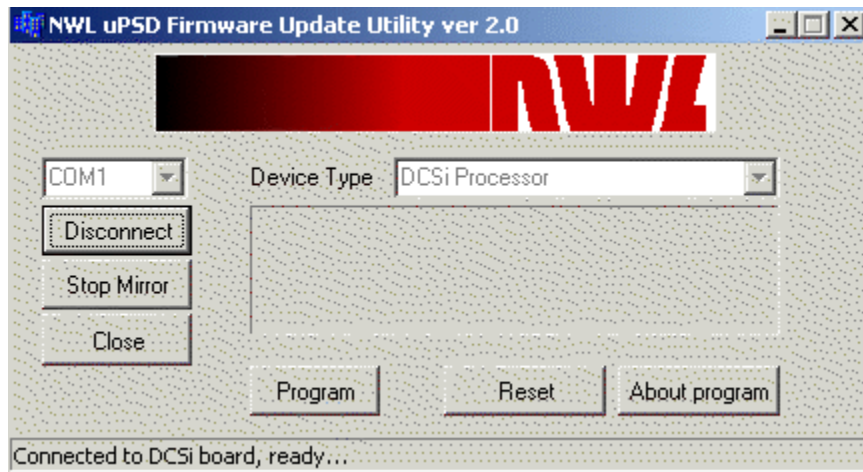 NWL uPSD Firmware Update Utility ver 2.0
NWL
COM1
Device Type
DCSi Processor
Disconnect
Stop Mirror
Close
Program
Reset
About program
Connected to DCSi board, ready...